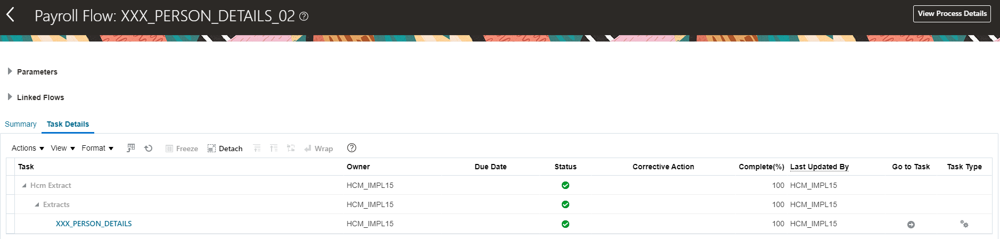 Payroll Flow: XXX_PERSON_DETAILS_02 ?
View Process Details
Parameters
Linked Flows
Summary Task Details
Actions View Format Freeze Detach Wrap ?
Task Owner Due Date Status Corrective Action Complete(%) Last Updated By Go to Task Task Type
Hcm Extract HCM_IMPL15 100 HCM_IMPL15
Extracts HCM_IMPL15 100 HCM_IMPL15
XXX_PERSON_DETAILS HCM_IMPL15 100 HCM_IMPL15